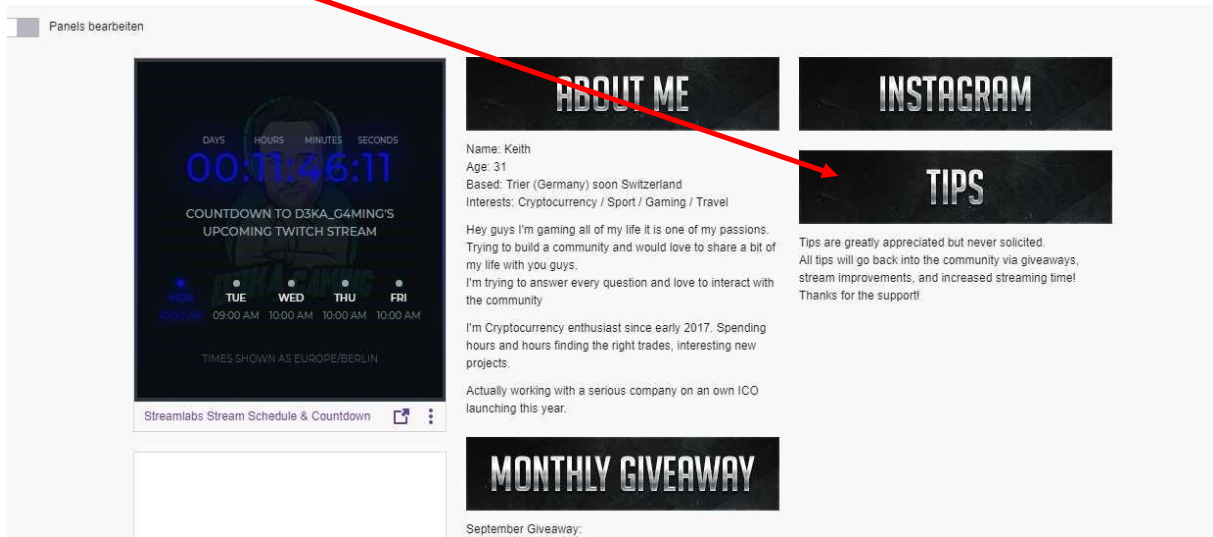 Panels bearbeiten
DAYS HOURS MINUTES SECONDS
00:11:46:11
COUNTDOWN TO D3KA_G4MING'S
UPCOMING TWITCH STREAM
MON TUE WED THU FRI
10:00 AM 09:00 AM 10:00 AM 10:00 AM 10:00 AM
TIMES SHOWN AS EUROPE/BERLIN
Streamlabs Stream Schedule & Countdown
ABOUT ME
Name: Keith
Age: 31
Based: Trier (Germany) soon Switzerland
Interests: Cryptocurrency / Sport / Gaming / Travel
Hey guys I'm gaming all of my life it is one of my passions.
Trying to build a community and would love to share a bit of
my life with you guys.
I'm trying to answer every question and love to interact with
the community
I'm Cryptocurrency enthusiast since early 2017. Spending
hours and hours finding the right trades, interesting new
projects.
Actually working with a serious company on an own ICO
launching this year.
MONTHLY GIVEAWAY
September Giveaway:
INSTAGRAM
TIPS
Tips are greatly appreciated but never solicited.
All tips will go back into the community via giveaways,
stream improvements, and increased streaming time!
Thanks for the support!